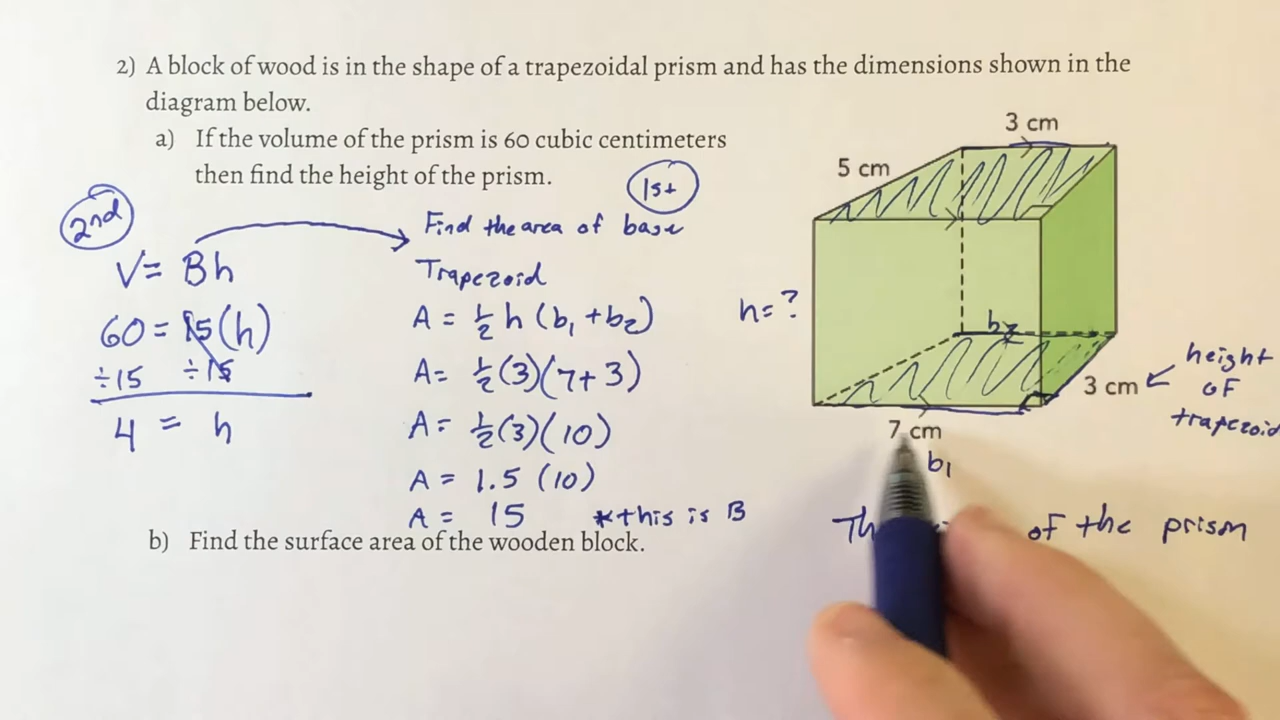 2) A block of wood is in the shape of a trapezoidal prism and has the dimensions shown in the
diagram below.
a) If the volume of the prism is 60 cubic centimeters
then find the height of the prism.
1st
2nd
Find the area of base
V= Bh
Trapezoid
60 = 15(h)
A = ½ h (b₁ + b₂)
÷15 ÷15
A= ½(3)(7+3)
4 = h
A= ½(3)(10)
A = 1.5 (10)
A = 15 *this is B
3 cm
5 cm
h= ?
b₂
3 cm
height
OF
trapezoid
7 cm
b₁
of the prism
b) Find the surface area of the wooden block.